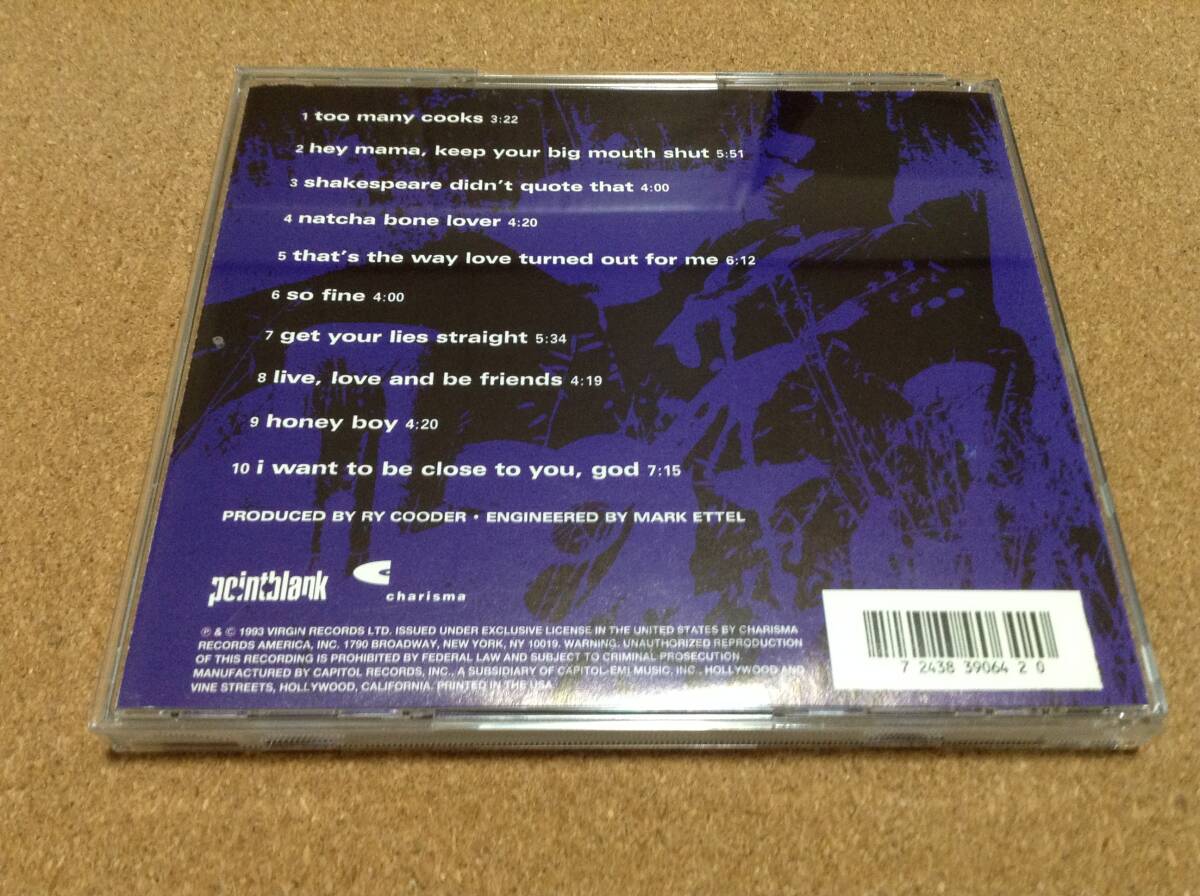 1 too many cooks 3:22
2 hey mama, keep your big mouth shut 5:51
3 shakespeare didn't quote that 4:00
4 natcha bone lover 4:20
5 that's the way love turned out for me 6:12
6 so fine 4:00
7 get your lies straight 5:34
8 live, love and be friends 4:19
9 honey boy 4:20
10 i want to be close to you, god 7:15
PRODUCED BY RY COODER • ENGINEERED BY MARK ETTEL
pointblank
charisma
℗ & © 1993 VIRGIN RECORDS LTD. ISSUED UNDER EXCLUSIVE LICENSE IN THE UNITED STATES BY CHARISMA
RECORDS AMERICA, INC. 1790 BROADWAY, NEW YORK, NY 10019. WARNING. UNAUTHORIZED REPRODUCTION
OF THIS RECORDING IS PROHIBITED BY FEDERAL LAW AND SUBJECT TO CRIMINAL PROSECUTION
MANUFACTURED BY CAPITOL RECORDS, INC., A SUBSIDIARY OF CAPITOL-EMI MUSIC, INC., HOLLYWOOD AND
VINE STREETS, HOLLYWOOD, CALIFORNIA. PRINTED IN THE USA
7 2438 39064 2 0